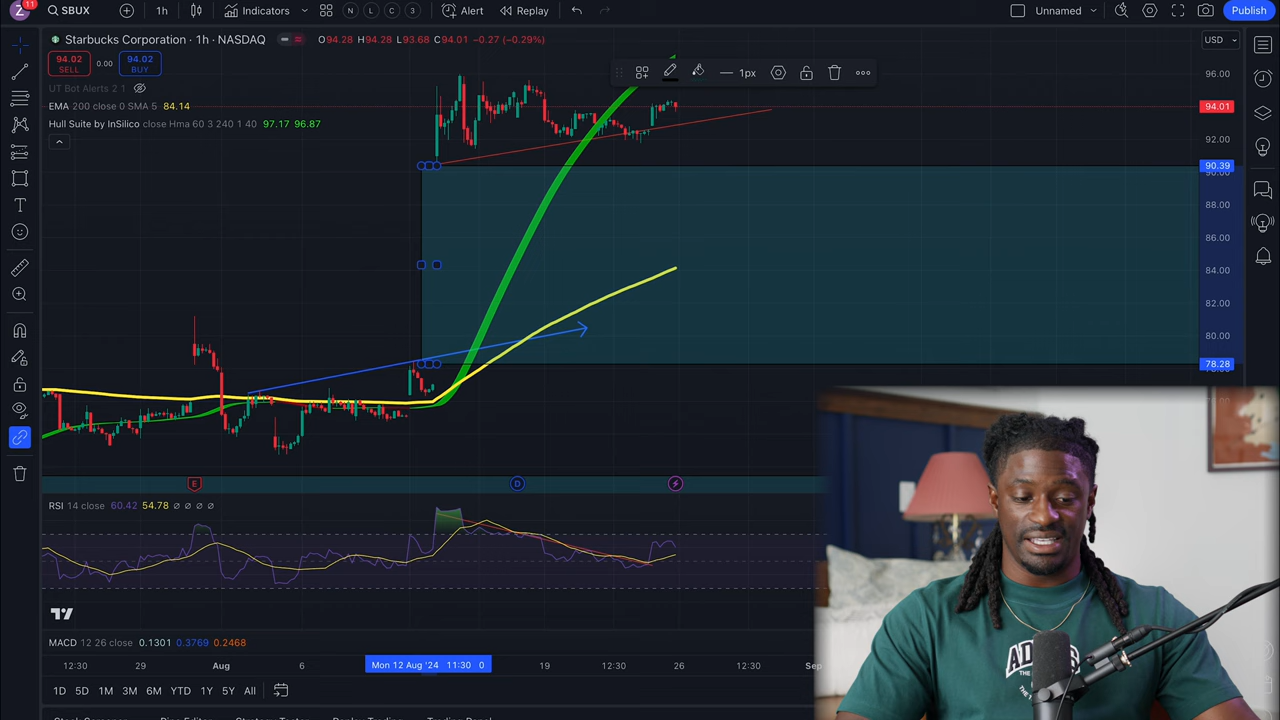 Z 11 SBUX 1h Indicators N L C 3 Alert Replay Unnamed Publish
Starbucks Corporation · 1h · NASDAQ O94.28 H94.28 L93.68 C94.01 −0.27 (−0.29%) USD
94.02 SELL 0.00 94.02 BUY
1px
UT Bot Alerts 2 1
EMA 200 close 0 SMA 5 84.14
Hull Suite by InSilico close Hma 60 3 240 1 40 97.17 96.87
96.00
94.01
92.00
90.39
90.00
88.00
86.00
84.00
82.00
80.00
78.28
E D
RSI 14 close 60.42 54.78 ∅ ∅ ∅ ∅
MACD 12 26 close 0.1301 0.3769 0.2468
12:30 29 Aug 6 Mon 12 Aug '24 11:30 0 19 12:30 26 12:30 Sep
1D 5D 1M 3M 6M YTD 1Y 5Y All